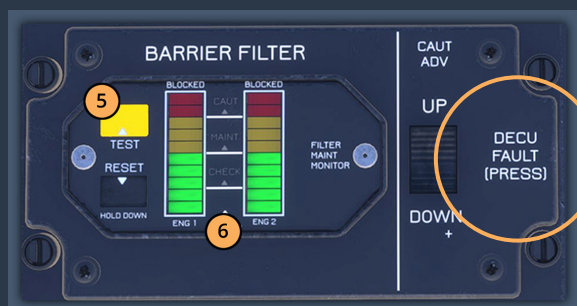 BARRIER FILTER
5
TEST
RESET
HOLD DOWN
BLOCKED
BLOCKED
CAUT
MAINT
CHECK
ENG 1
ENG 2
6
FILTER
MAINT
MONITOR
CAUT
ADV
UP
DOWN
+
DECU
FAULT
(PRESS)